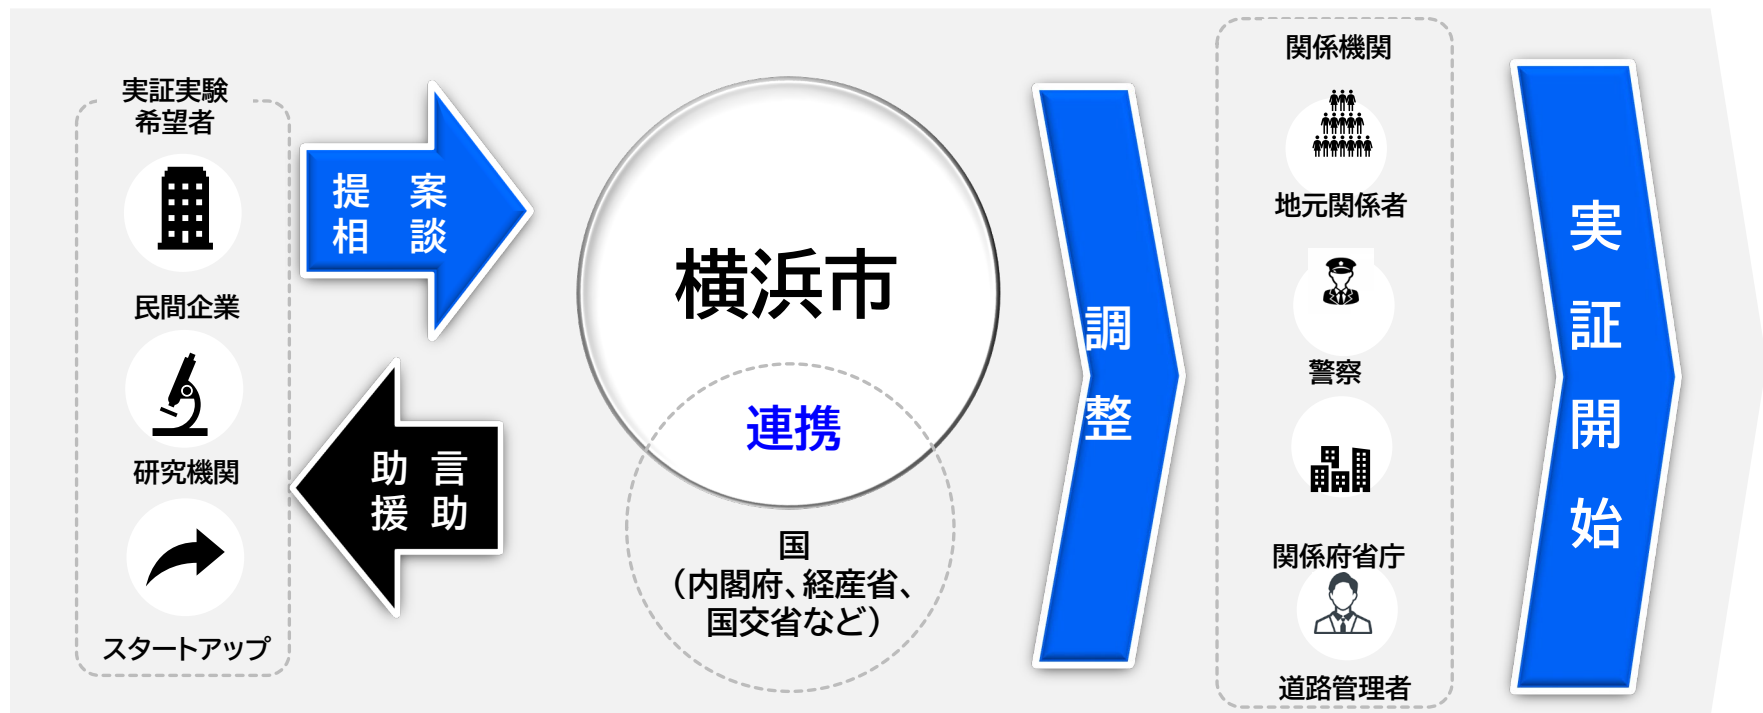 実証実験
希望者
民間企業
研究機関
スタートアップ
提 案
相 談
助 言
援 助
横浜市
連携
国
（内閣府、経産省、
国交省など）
調
整
関係機関
地元関係者
警察
関係府省庁
道路管理者
実
証
開
始